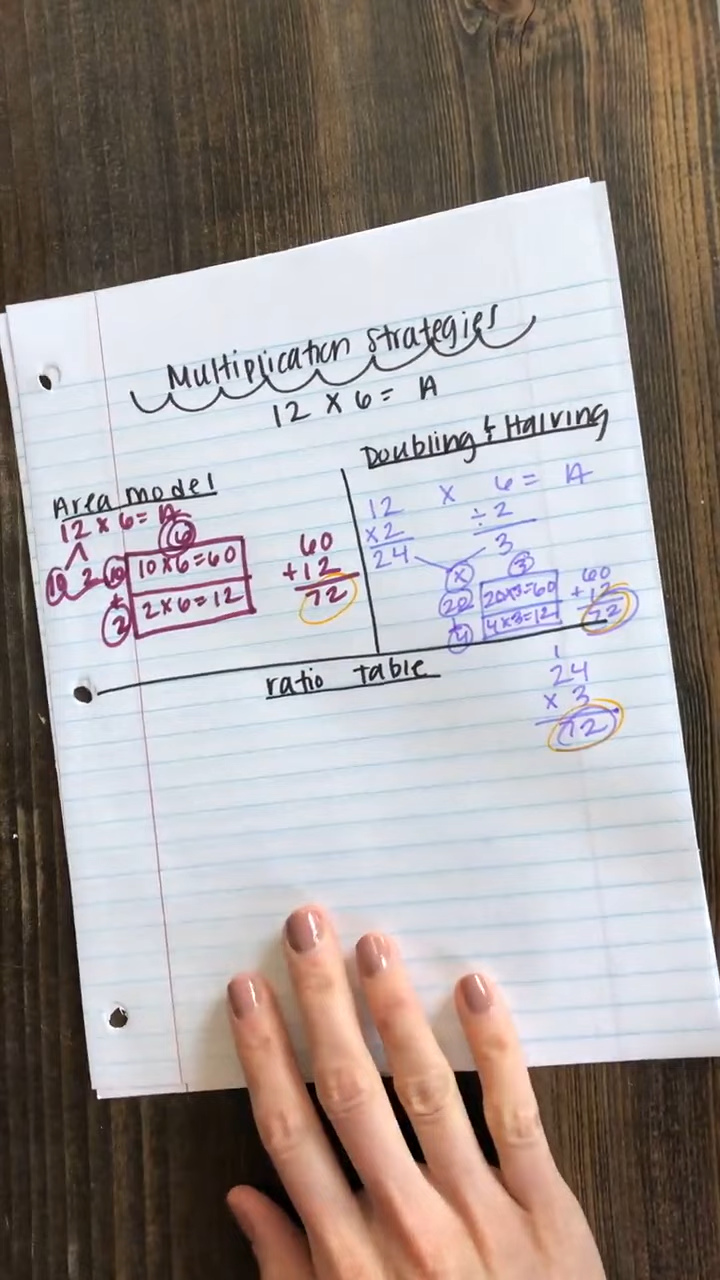 Multiplication Strategies
12 x 6 = A
Area model
12 x 6 = A
10 2
6
10 10x6=60
+
2 2x6=12
60
+12
72
Doubling & Halving
12 x 6 = A
x2 ÷2
24 3
x
3
20 20x3=60
+
4 4x3=12
60
+12
72
1
24
x 3
72
ratio table